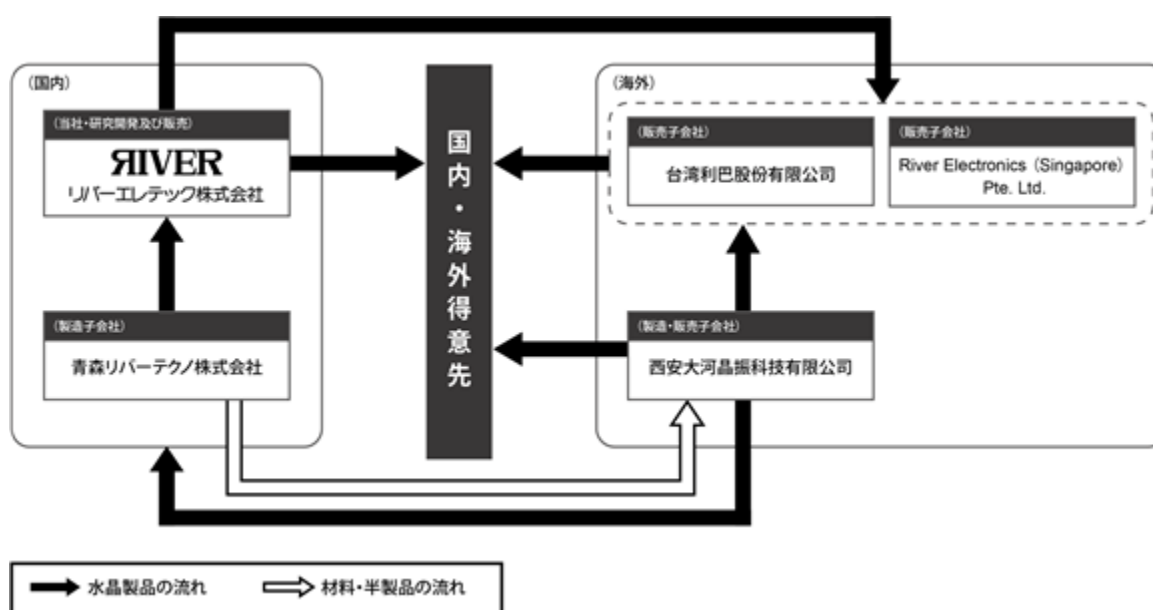 (国内)
(当社・研究開発及び販売)
RIVER
リバーエレテック株式会社
(製造子会社)
青森リバーテクノ株式会社
国内・海外得意先
(海外)
(販売子会社)
台湾利巴股份有限公司
(販売子会社)
River Electronics (Singapore)
Pte. Ltd.
(製造・販売子会社)
西安大河晶振科技有限公司
水晶製品の流れ
材料・半製品の流れ